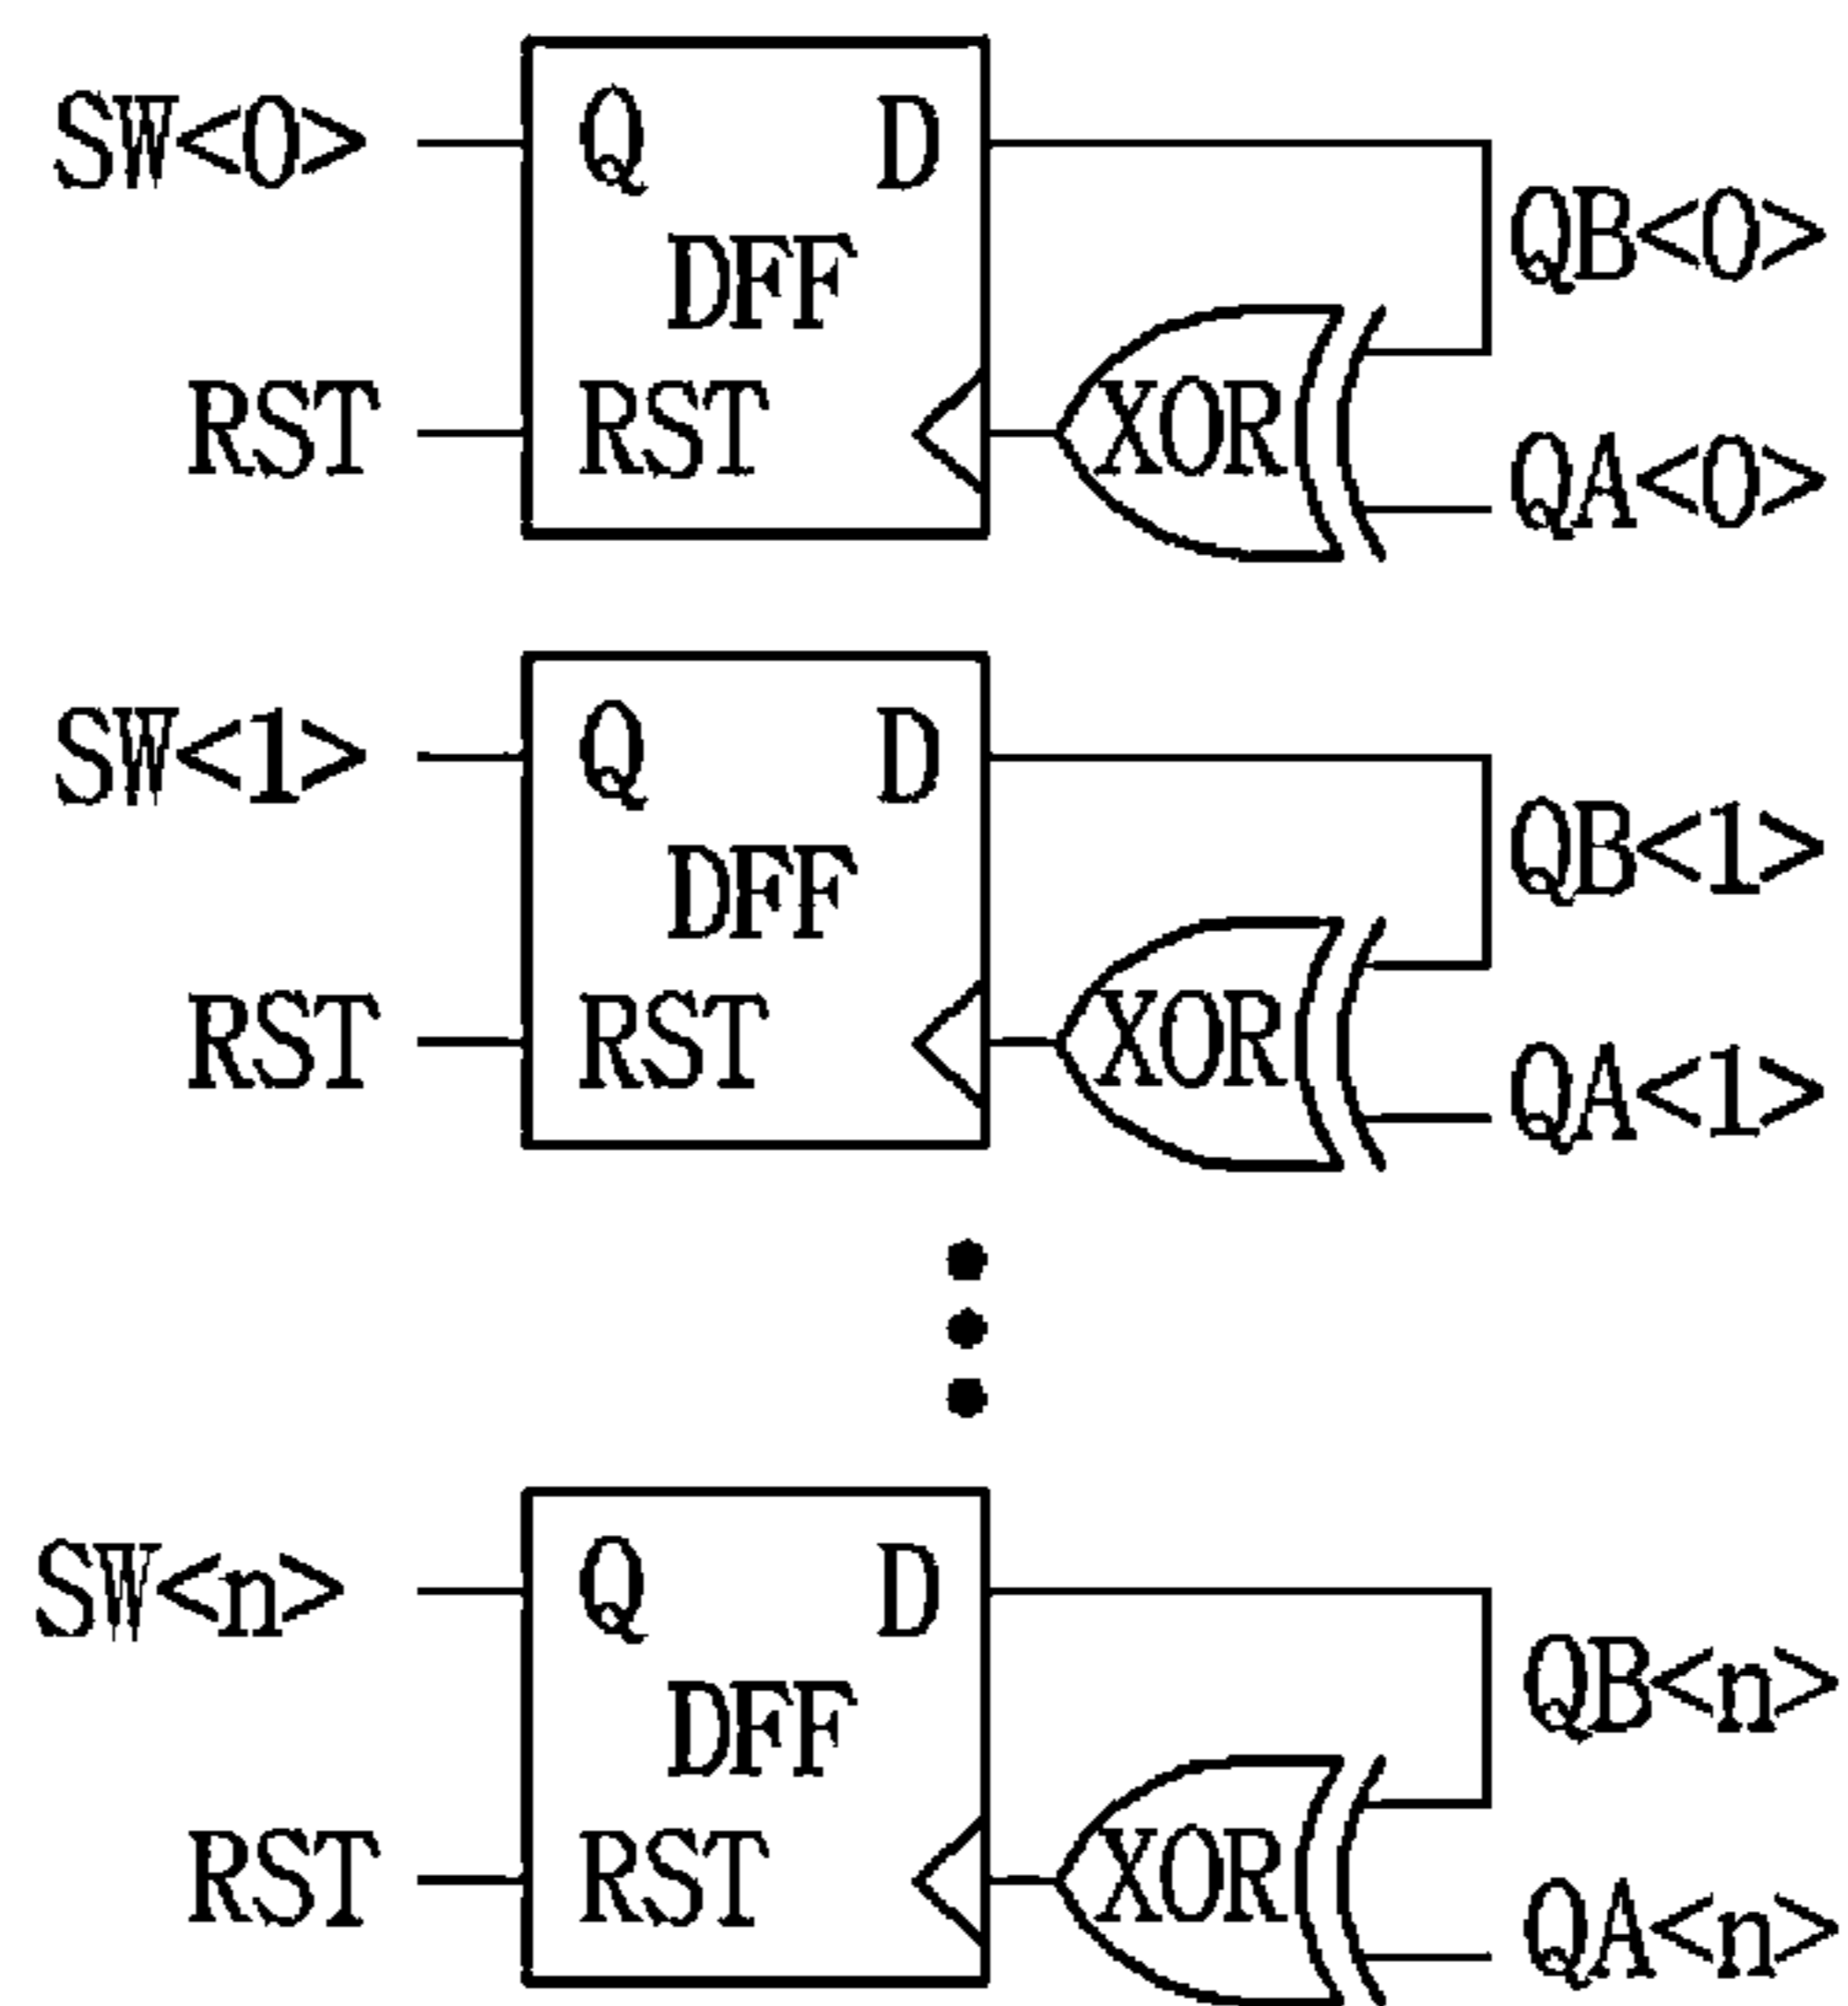 SW<0> Q D
QB<0>
DFF
RST RST XOR
QA<0>
SW<1> Q D
QB<1>
DFF
RST RST XOR
QA<1>
SW<n> Q D
QB<n>
DFF
RST RST XOR
QA<n>